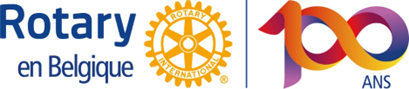 Rotary
en Belgique
ROTARY
INTERNATIONAL
®
100
ANS